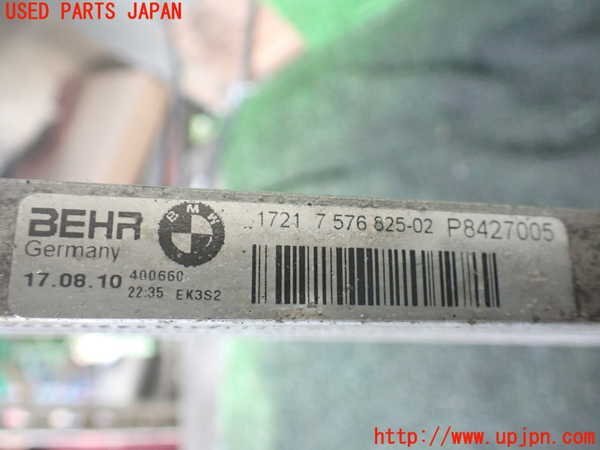 USED PARTS JAPAN
BEHR BMW ..1721 7 576 825-02 P8427005
Germany
17.08.10 400660
22:35 EK3S2
http://www.upjpn.com/